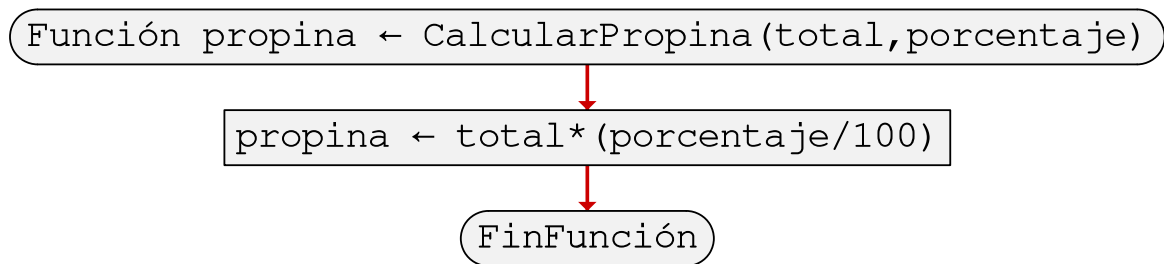 Función propina ← CalcularPropina(total,porcentaje)
propina ← total*(porcentaje/100)
FinFunción